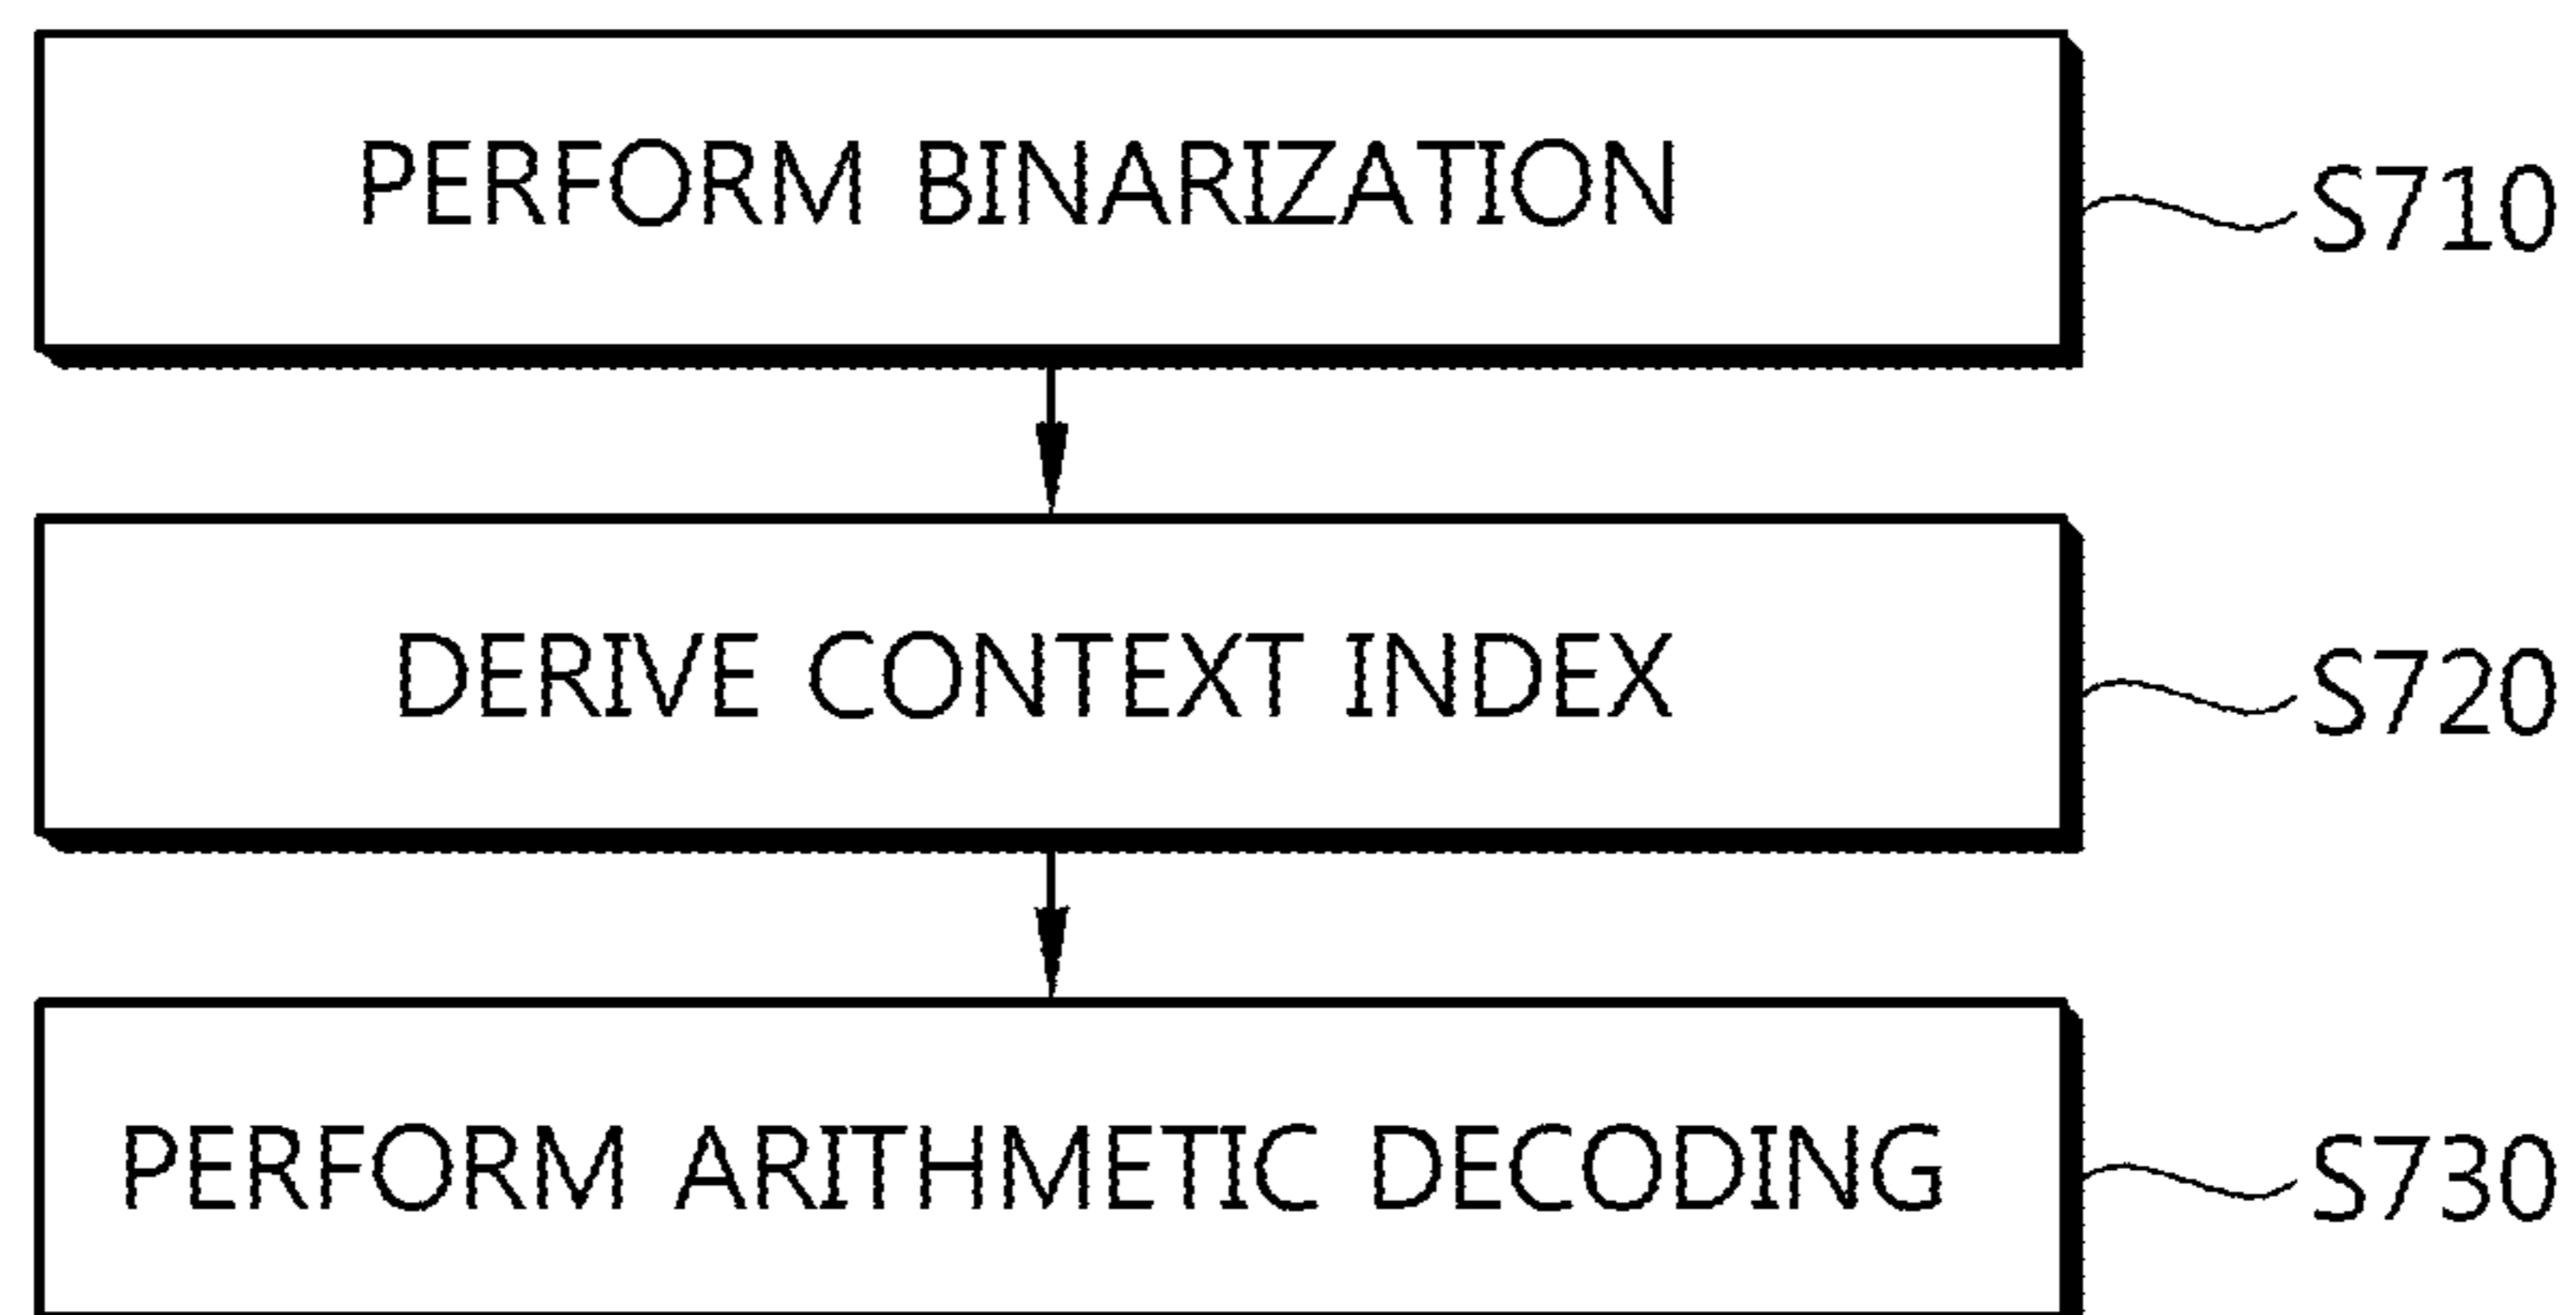 PERFORM BINARIZATION
S710
DERIVE CONTEXT INDEX
S720
PERFORM ARITHMETIC DECODING
S730